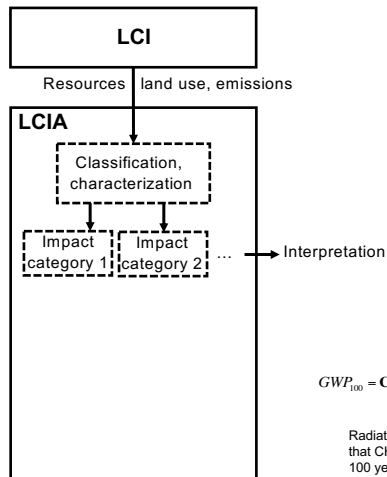 LCI
Resources land use, emissions
LCIA
Classification,
characterization
Impact
category 1
Impact
category 2
...
Interpretation
GWP₁₀₀ = C
Radiat
that CH
100 ye